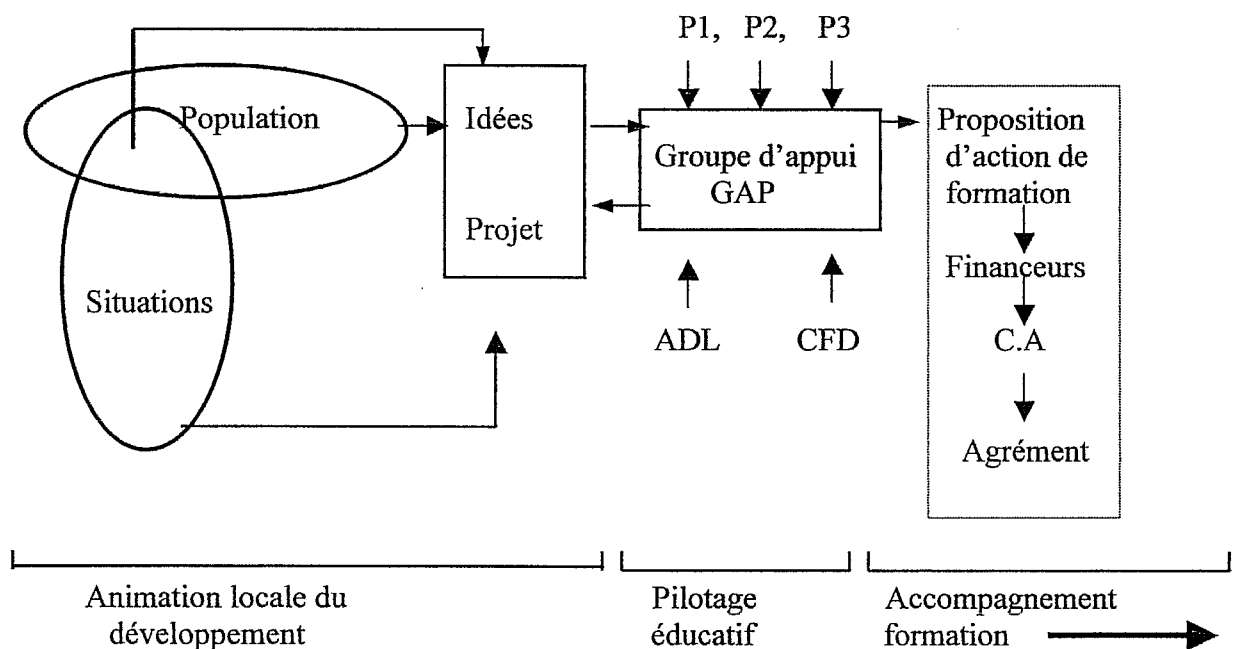 P1, P2, P3
Population
Idées
Projet
Situations
Groupe d'appui
GAP
ADL
CFD
Proposition
d'action de
formation
Financeurs
C.A
Agrément
Animation locale du
développement
Pilotage
éducatif
Accompagnement
formation